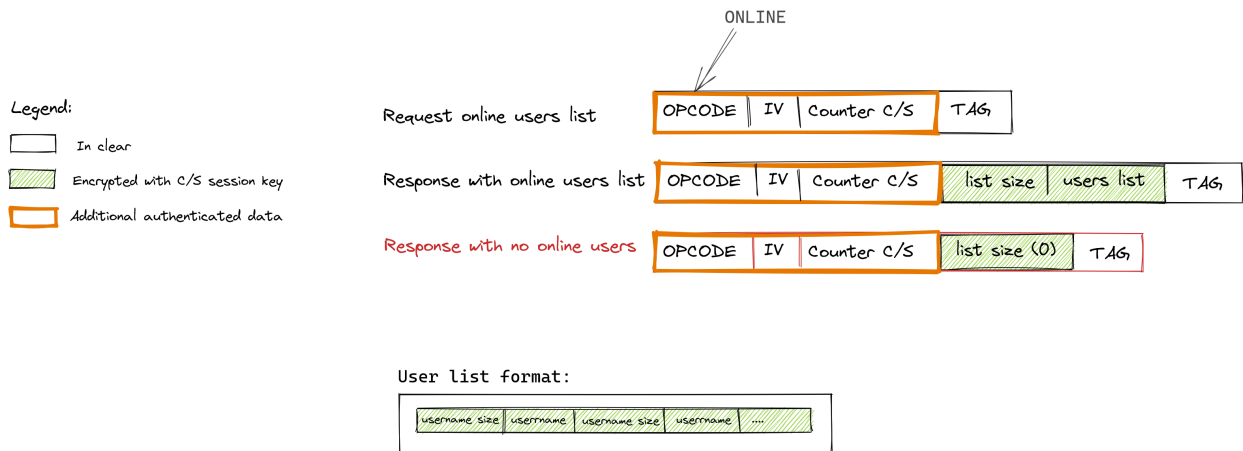 ONLINE
Legend:
In clear
Encrypted with C/S session key
Additional authenticated data
Request online users list
OPCODE IV Counter C/S TAG
Response with online users list
OPCODE IV Counter C/S list size users list TAG
Response with no online users
OPCODE IV Counter C/S list size (0) TAG
User list format:
username size username username size username ....